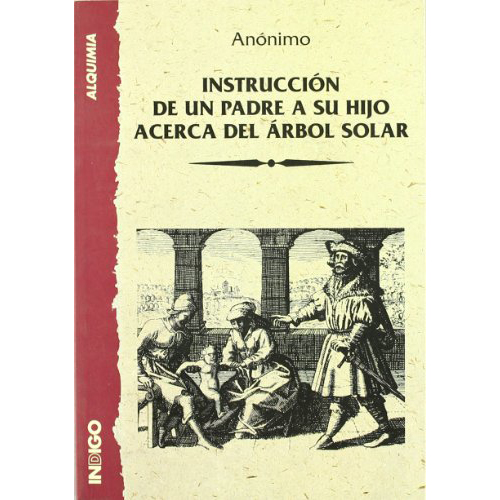 Anónimo
INSTRUCCIÓN
DE UN PADRE A SU HIJO
ACERCA DEL ÁRBOL SOLAR
ALQUIMIA
INDIGO